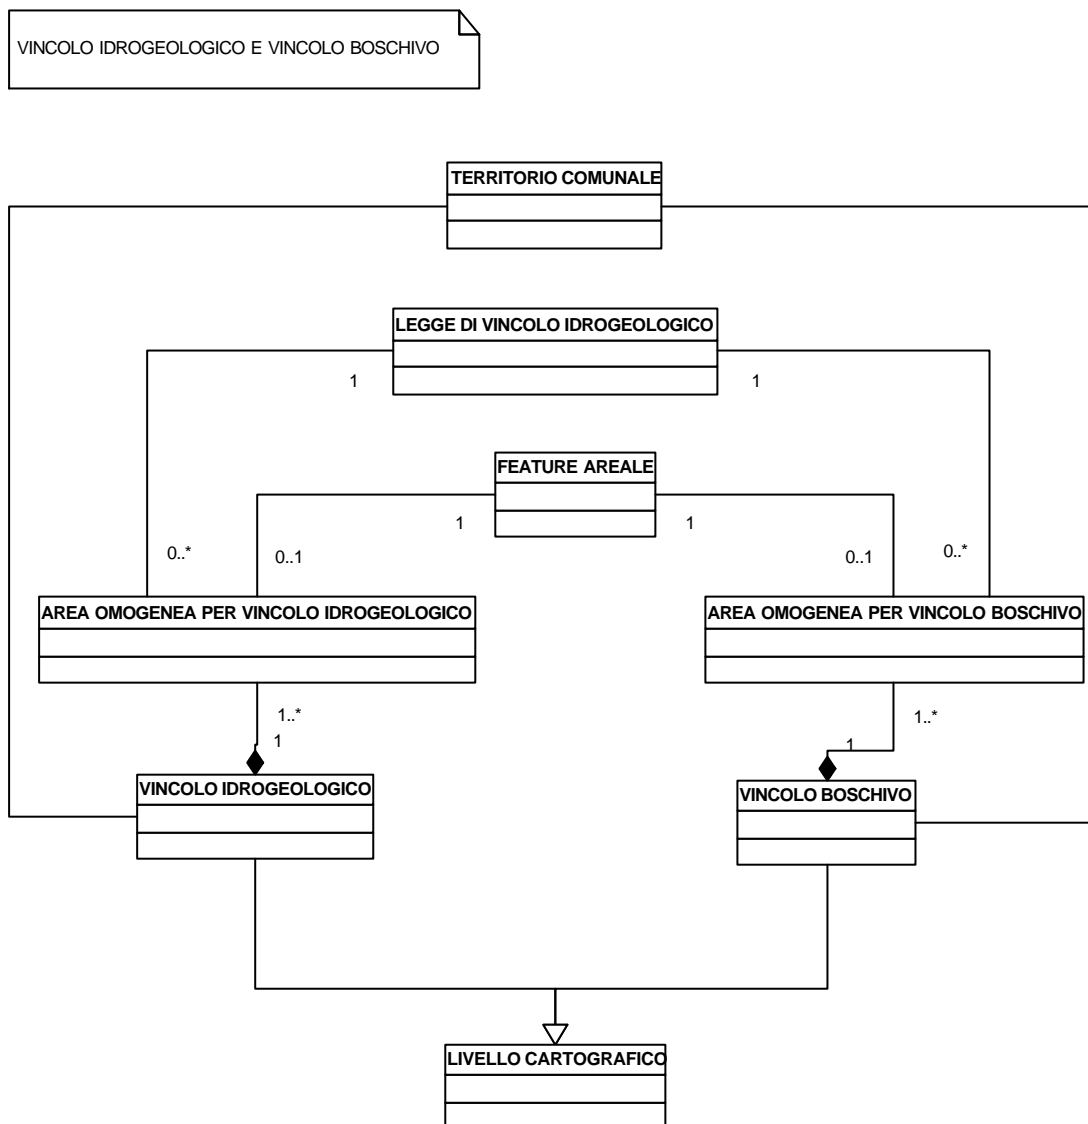 VINCOLO IDROGEOLOGICO E VINCOLO BOSCHIVO
TERRITORIO COMUNALE
LEGGE DI VINCOLO IDROGEOLOGICO
1
1
FEATURE AREALE
1
1
0..*
0..1
0..1
0..*
AREA OMOGENEA PER VINCOLO IDROGEOLOGICO
AREA OMOGENEA PER VINCOLO BOSCHIVO
1..*
1..*
1
1
VINCOLO IDROGEOLOGICO
VINCOLO BOSCHIVO
LIVELLO CARTOGRAFICO